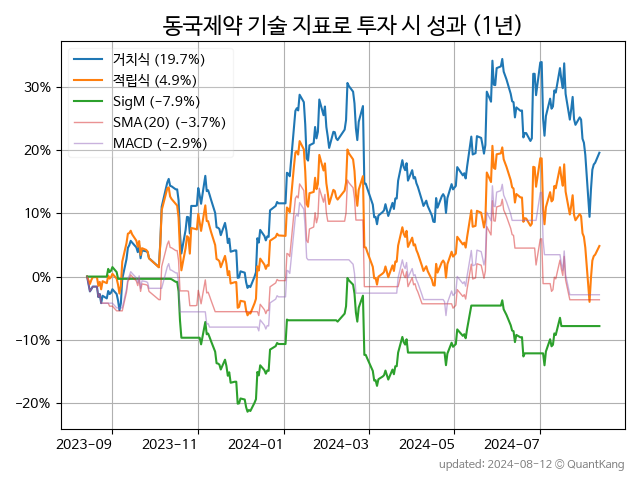 동국제약 기술 지표로 투자 시 성과 (1년)
거치식 (19.7%)
적립식 (4.9%)
SigM (−7.9%)
SMA(20) (−3.7%)
MACD (−2.9%)
30%
20%
10%
0%
−10%
−20%
2023-09 2023-11 2024-01 2024-03 2024-05 2024-07
updated: 2024-08-12 © QuantKang